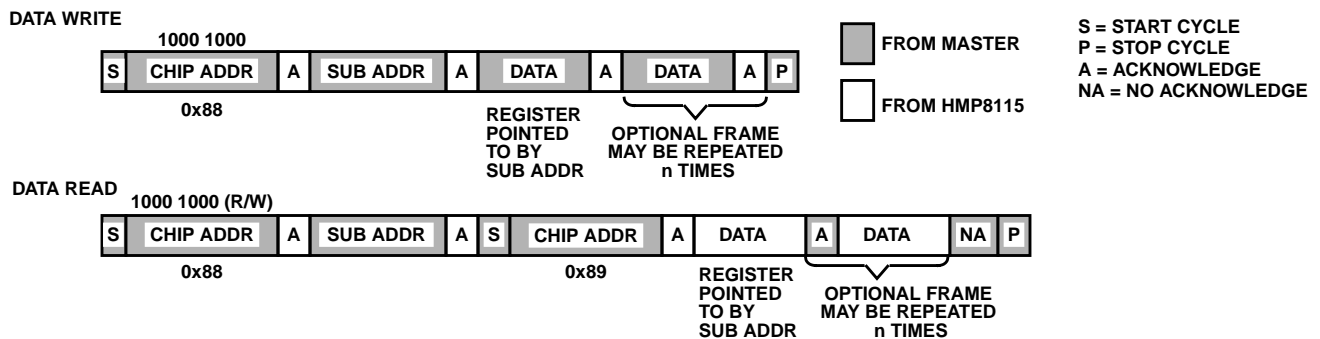 DATA WRITE
1000 1000
S CHIP ADDR A SUB ADDR A DATA A DATA A P
0x88
REGISTER
POINTED
TO BY
SUB ADDR
OPTIONAL FRAME
MAY BE REPEATED
n TIMES
FROM MASTER
FROM HMP8115
S = START CYCLE
P = STOP CYCLE
A = ACKNOWLEDGE
NA = NO ACKNOWLEDGE
DATA READ
1000 1000 (R/W)
S CHIP ADDR A SUB ADDR A S CHIP ADDR A DATA A DATA NA P
0x88
0x89
REGISTER
POINTED
TO BY
SUB ADDR
OPTIONAL FRAME
MAY BE REPEATED
n TIMES